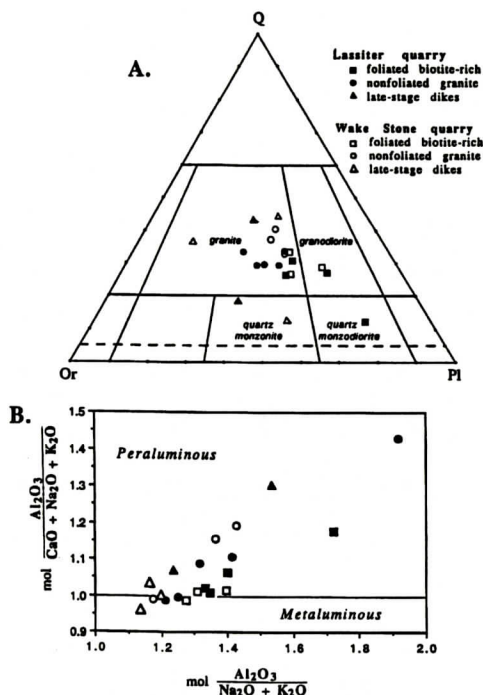 A.
Q
Lassiter quarry
foliated biotite-rich
nonfoliated granite
late-stage dikes
Wake Stone quarry
foliated biotite-rich
nonfoliated granite
late-stage dikes
granite
granodiorite
quartz
monzonite
quartz
monzodiorite
Or
Pl
B.
mol Al2O3
CaO + Na2O + K2O
1.5
1.4
1.3
1.2
1.1
1.0
0.9
Peraluminous
Metaluminous
1.0 1.2 1.4 1.6 1.8 2.0
mol Al2O3
Na2O + K2O